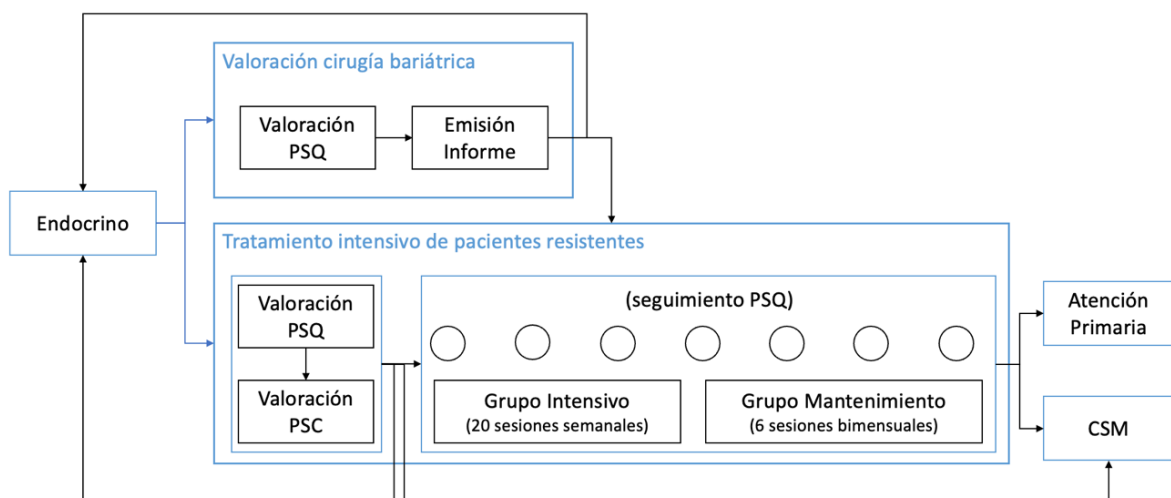 Valoración cirugía bariátrica
Valoración
PSQ
Emisión
Informe
Endocrino
Tratamiento intensivo de pacientes resistentes
Valoración
PSQ
Valoración
PSC
(seguimiento PSQ)
Grupo Intensivo
(20 sesiones semanales)
Grupo Mantenimiento
(6 sesiones bimensuales)
Atención
Primaria
CSM